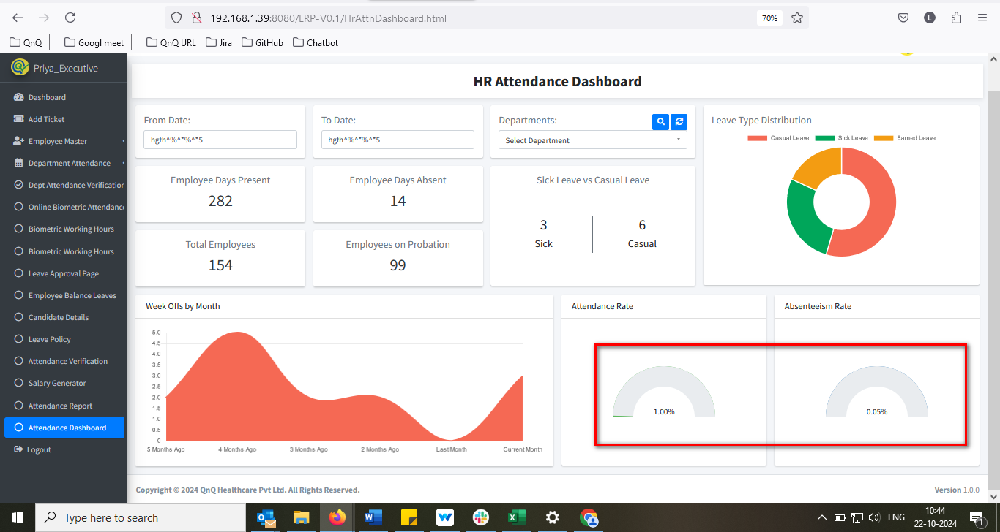 192.168.1.39:8080/ERP-V0.1/HrAttnDashboard.html
70%
L
QnQ
Googl meet
QnQ URL
Jira
GitHub
Chatbot
Priya_Executive
Dashboard
Add Ticket
Employee Master
Department Attendance
Dept Attendance Verification
Online Biometric Attendance
Biometric Working Hours
Biometric Working Hours
Leave Approval Page
Employee Balance Leaves
Candidate Details
Leave Policy
Attendance Verification
Salary Generator
Attendance Report
Attendance Dashboard
Logout
HR Attendance Dashboard
From Date:
hgfh^%^*%^*5
To Date:
hgfh^%^*%^*5
Departments:
Select Department
Leave Type Distribution
Casual Leave
Sick Leave
Earned Leave
Employee Days Present
282
Employee Days Absent
14
Sick Leave vs Casual Leave
3
Sick
6
Casual
Total Employees
154
Employees on Probation
99
Week Offs by Month
5.0
4.5
4.0
3.5
3.0
2.5
2.0
1.5
1.0
0.5
0
5 Months Ago
4 Months Ago
3 Months Ago
2 Months Ago
Last Month
Current Month
Attendance Rate
1.00%
Absenteeism Rate
0.05%
Copyright © 2024 QnQ Healthcare Pvt Ltd. All Rights Reserved.
Version 1.0.0
Type here to search
ENG
10:44
22-10-2024
1